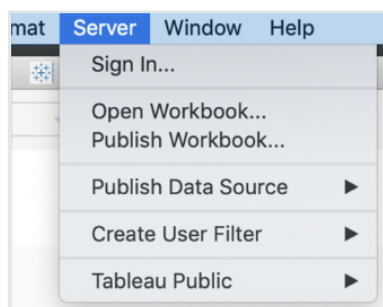 mat Server Window Help
Sign In...
Open Workbook...
Publish Workbook...
Publish Data Source
Create User Filter
Tableau Public